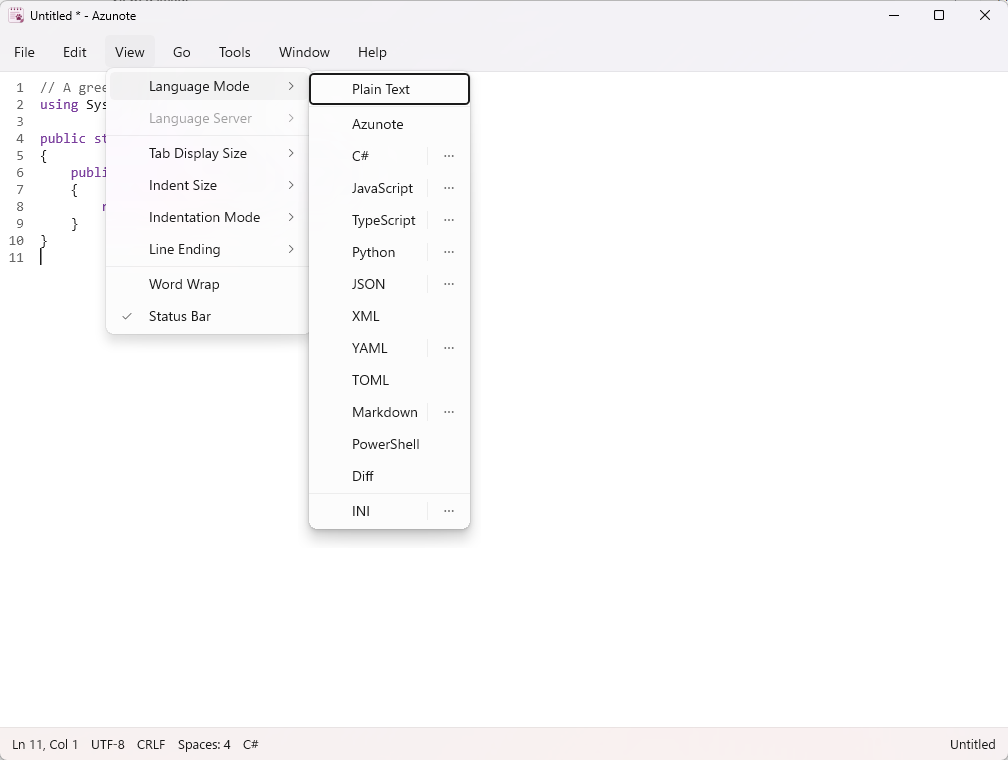 Untitled * - Azunote
File Edit View Go Tools Window Help
1 // A gree
2 using Sys
3
4 public st
5 {
6 publi
7 {
8
9 }
10 }
11
Language Mode
Language Server
Tab Display Size
Indent Size
Indentation Mode
Line Ending
Word Wrap
Status Bar
Plain Text
Azunote
C# ...
JavaScript ...
TypeScript ...
Python ...
JSON ...
XML
YAML ...
TOML
Markdown ...
PowerShell
Diff
INI ...
Ln 11, Col 1 UTF-8 CRLF Spaces: 4 C# Untitled